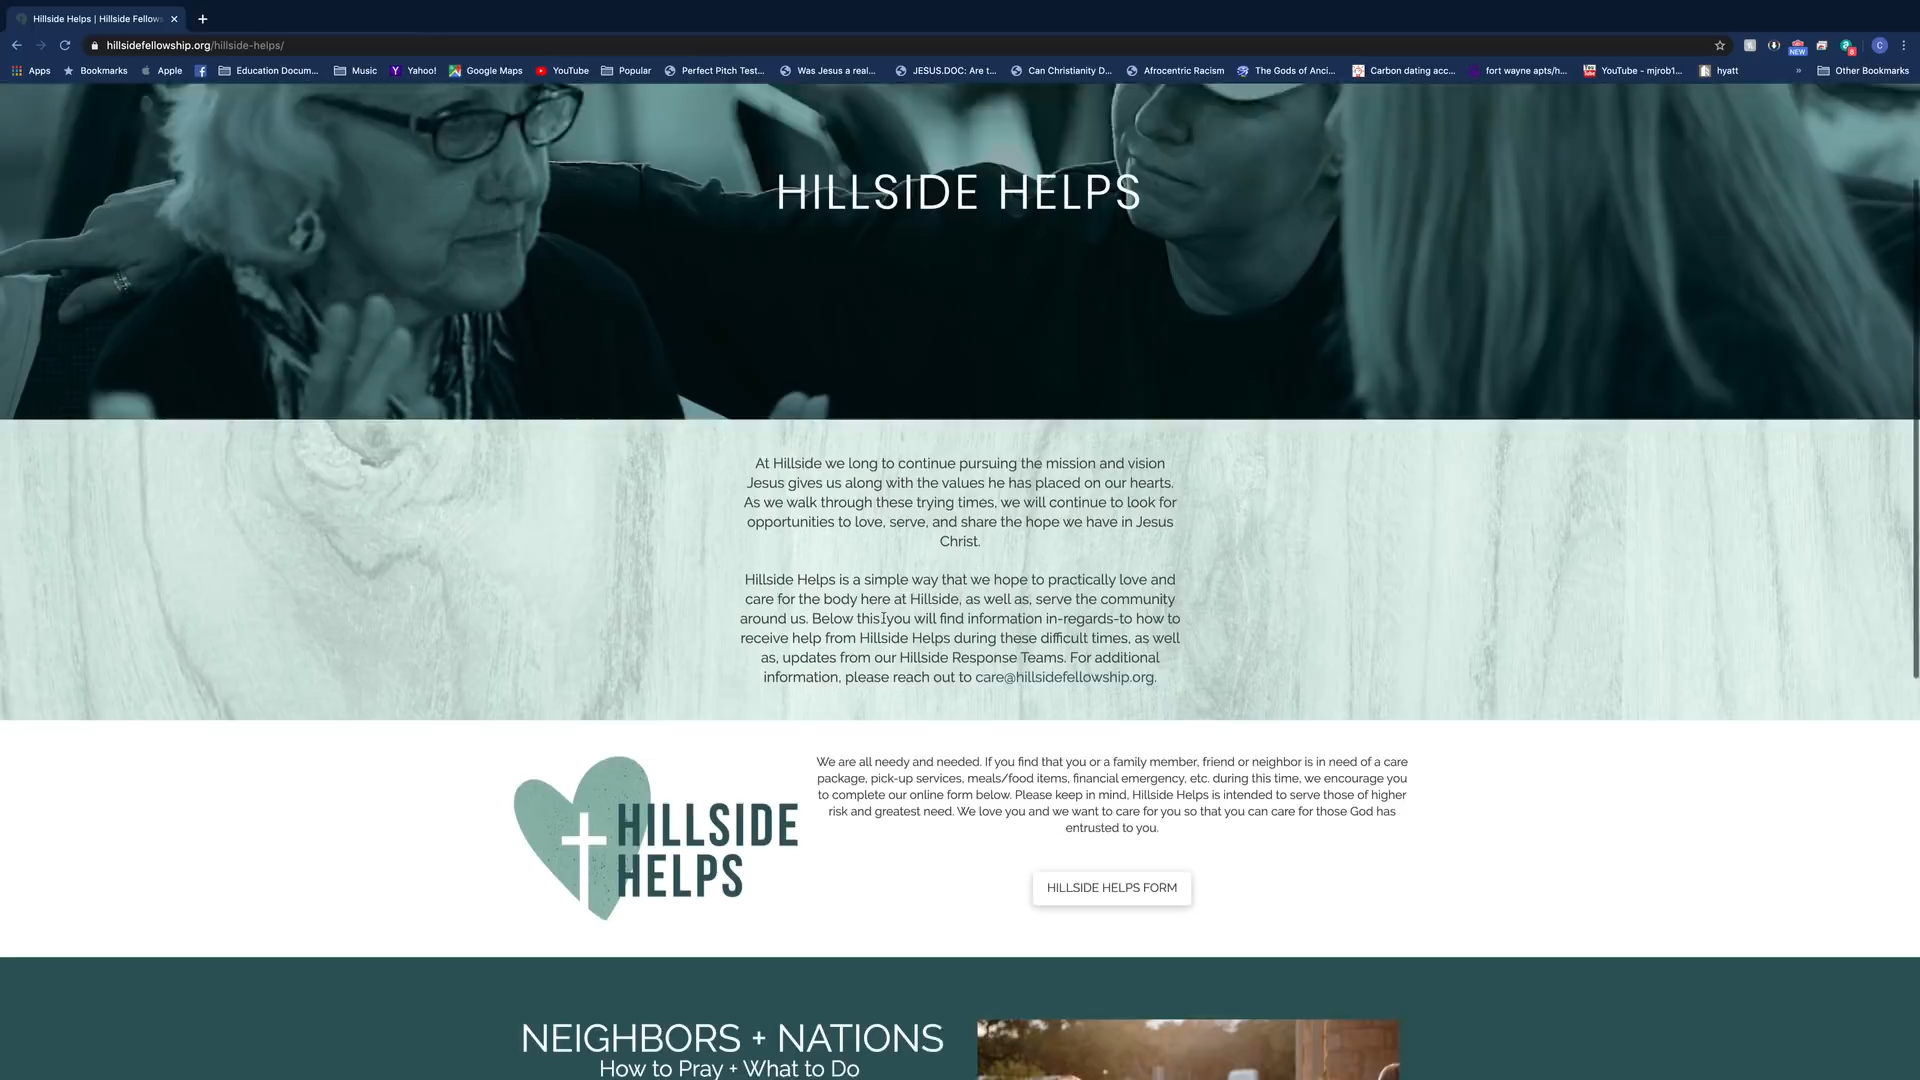 Hillside Helps | Hillside Fellows
hillsidefellowship.org/hillside-helps/
NEW
8
C
Apps
Bookmarks
Apple
Education Docum...
Music
Yahoo!
Google Maps
YouTube
Popular
Perfect Pitch Test...
Was Jesus a real...
JESUS.DOC: Are t...
Can Christianity D...
Afrocentric Racism
The Gods of Anci...
Carbon dating acc...
fort wayne apts/h...
YouTube - mjrob1...
hyatt
»
Other Bookmarks
HILLSIDE HELPS
At Hillside we long to continue pursuing the mission and vision
Jesus gives us along with the values he has placed on our hearts.
As we walk through these trying times, we will continue to look for
opportunities to love, serve, and share the hope we have in Jesus
Christ.
Hillside Helps is a simple way that we hope to practically love and
care for the body here at Hillside, as well as, serve the community
around us. Below this you will find information in-regards-to how to
receive help from Hillside Helps during these difficult times, as well
as, updates from our Hillside Response Teams. For additional
information, please reach out to care@hillsidefellowship.org.
HILLSIDE
HELPS
We are all needy and needed. If you find that you or a family member, friend or neighbor is in need of a care
package, pick-up services, meals/food items, financial emergency, etc. during this time, we encourage you
to complete our online form below. Please keep in mind, Hillside Helps is intended to serve those of higher
risk and greatest need. We love you and we want to care for you so that you can care for those God has
entrusted to you.
HILLSIDE HELPS FORM
NEIGHBORS + NATIONS
How to Pray + What to Do